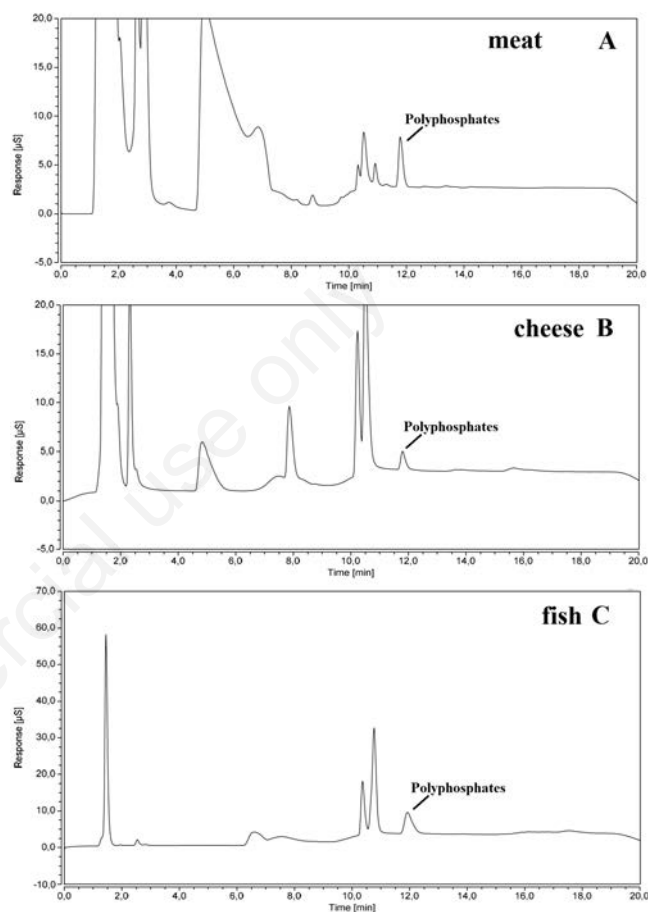 meat A
20,0
15,0
10,0
5,0
0,0
-5,0
Response [µS]
Polyphosphates
0,0 2,0 4,0 6,0 8,0 10,0 12,0 14,0 16,0 18,0 20,0
Time [min]
cheese B
20,0
15,0
10,0
5,0
0,0
-5,0
Response [µS]
Polyphosphates
0,0 2,0 4,0 6,0 8,0 10,0 12,0 14,0 16,0 18,0 20,0
Time [min]
fish C
70,0
60,0
50,0
40,0
30,0
20,0
10,0
0,0
-10,0
Response [µS]
Polyphosphates
0,0 2,0 4,0 6,0 8,0 10,0 12,0 14,0 16,0 18,0 20,0
Time [min]
ercial use only